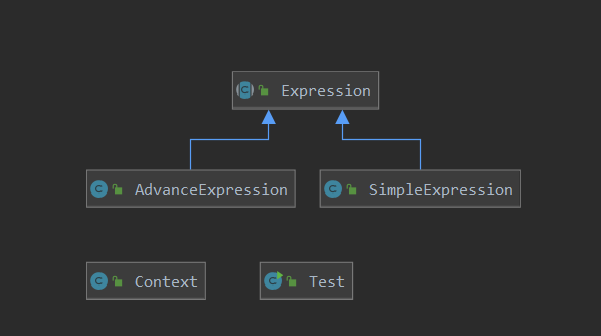 Expression
AdvanceExpression
SimpleExpression
Context
Test